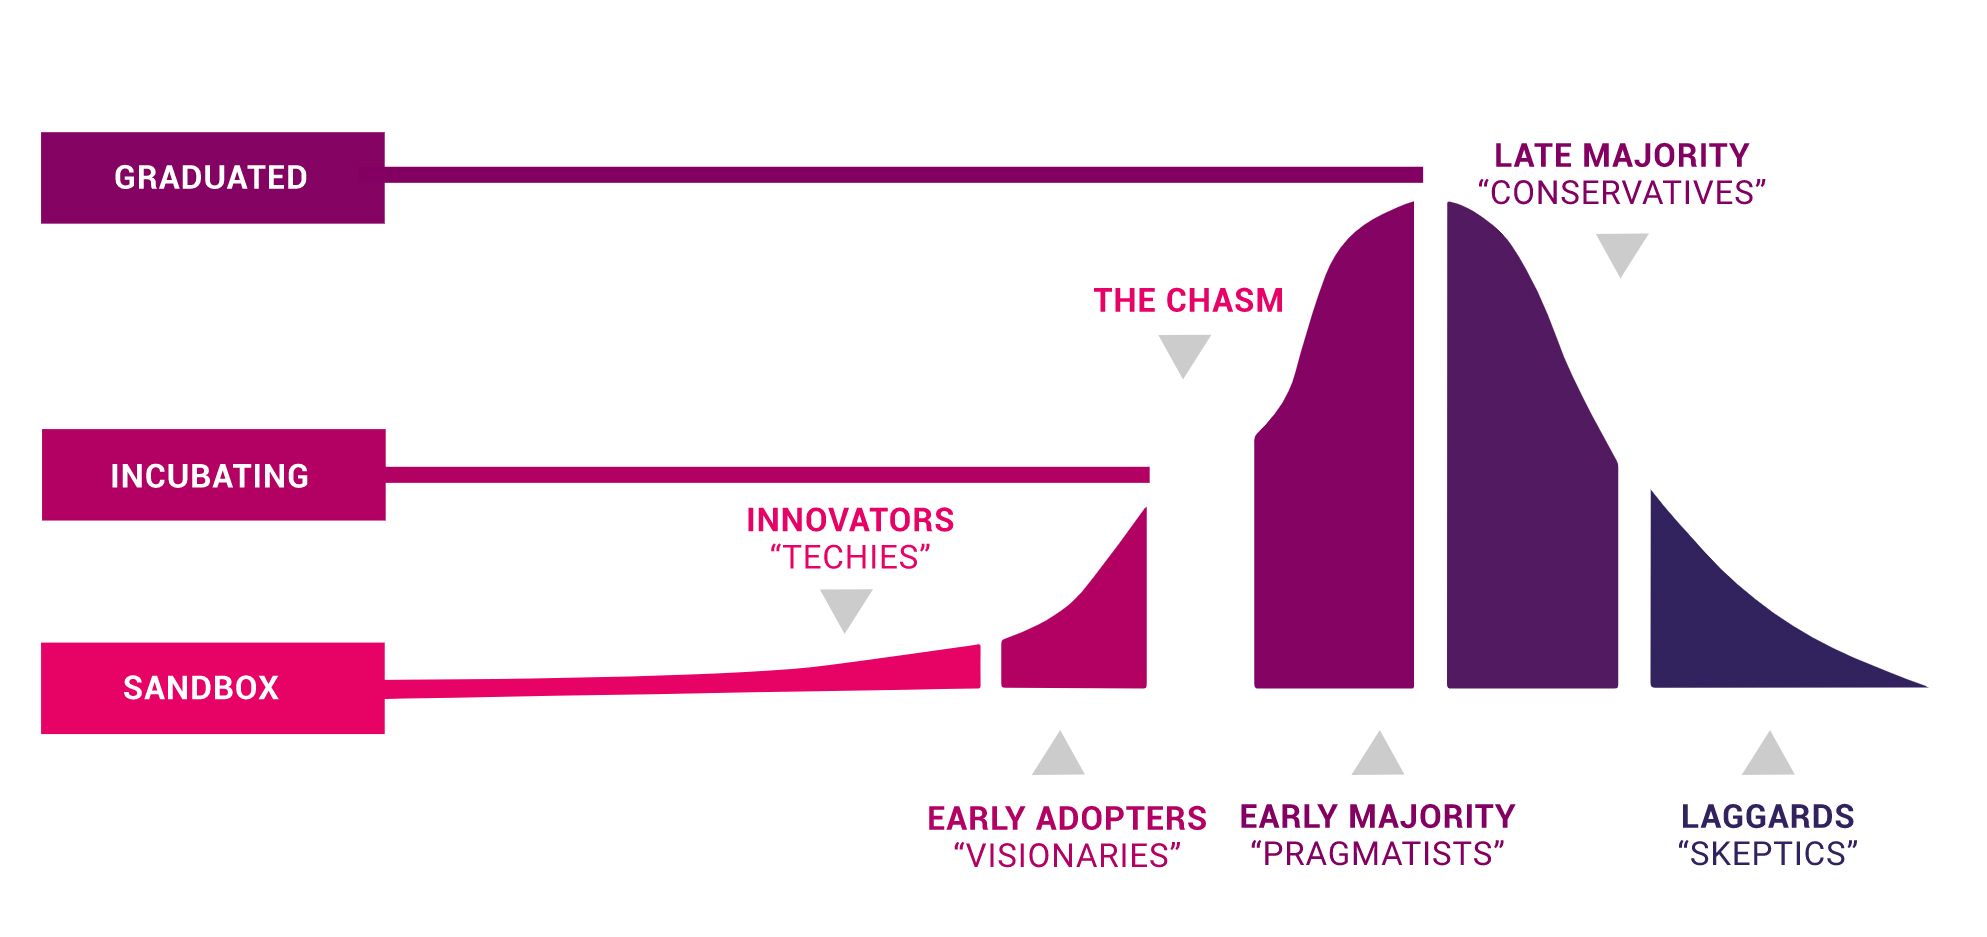 GRADUATED
LATE MAJORITY
“CONSERVATIVES”
THE CHASM
INCUBATING
INNOVATORS
“TECHIES”
SANDBOX
EARLY ADOPTERS
“VISIONARIES”
EARLY MAJORITY
“PRAGMATISTS”
LAGGARDS
“SKEPTICS”